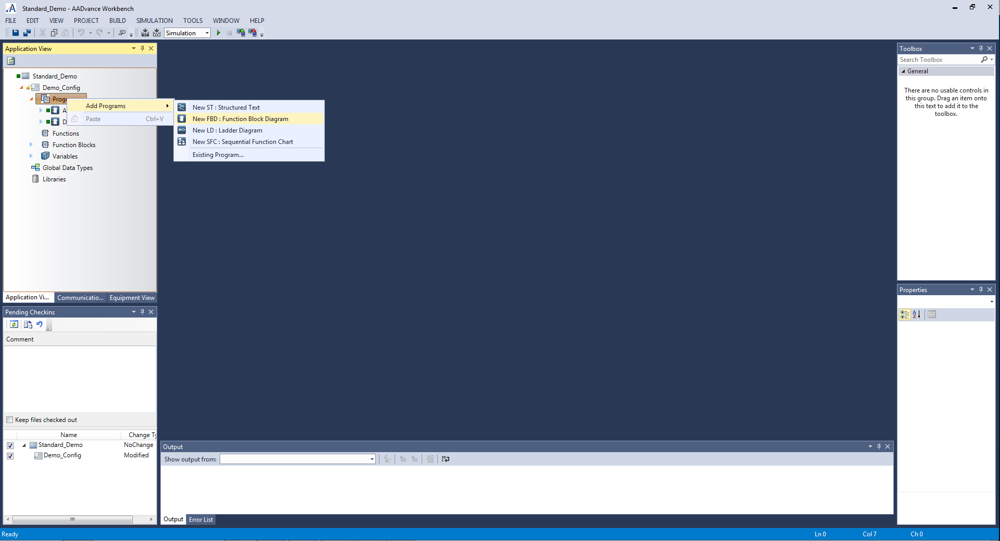 Standard_Demo - AADvance Workbench
FILE EDIT VIEW PROJECT BUILD SIMULATION TOOLS WINDOW HELP
Simulation
Application View
Standard_Demo
Demo_Config
Progr
Add Programs
Paste Ctrl+V
A
D
New ST : Structured Text
New FBD : Function Block Diagram
New LD : Ladder Diagram
New SFC : Sequential Function Chart
Existing Program...
Functions
Function Blocks
Variables
Global Data Types
Libraries
Application Vi... Communicatio... Equipment View
Pending Checkins
Comment
Keep files checked out
Name Change Ty
Standard_Demo NoChange
Demo_Config Modified
Output
Show output from:
Output Error List
Toolbox
Search Toolbox
General
There are no usable controls in
this group. Drag an item onto
this text to add it to the
toolbox.
Properties
Ready Ln 0 Col 7 Ch 0